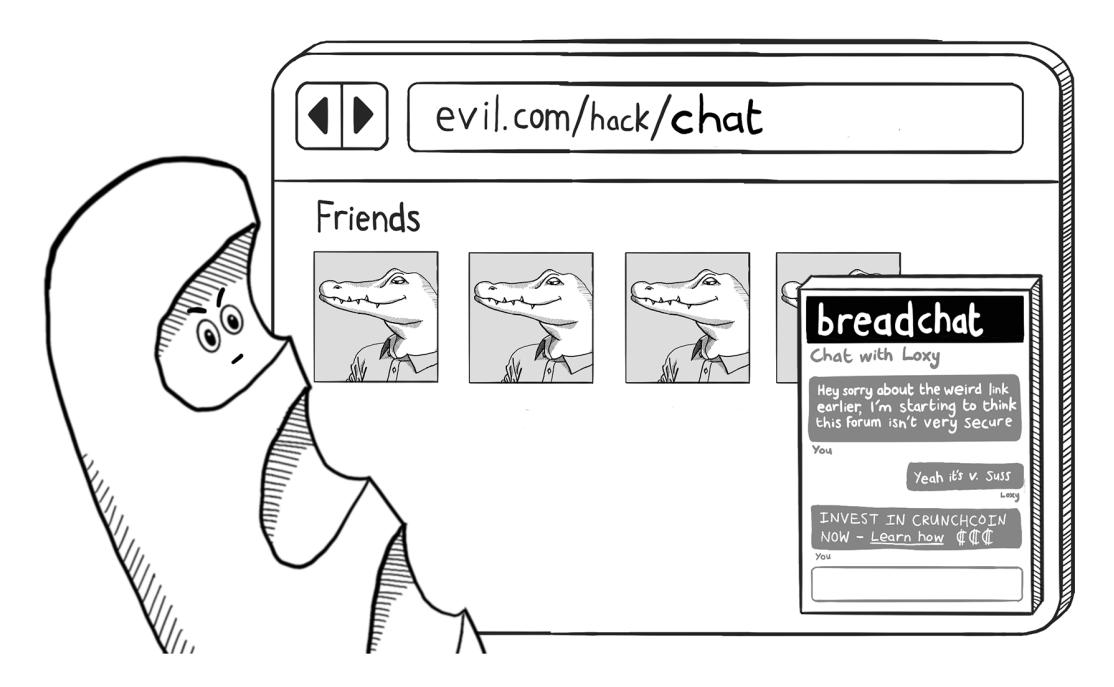 evil.com/hack/chat
Friends
breadchat
Chat with Loxy
Hey sorry about the weird link
earlier, I'm starting to think
this forum isn't very secure
You
Yeah it's v. Suss
Loxy
INVEST IN CRUNCHCOIN
NOW - Learn how ₡₡₡
You